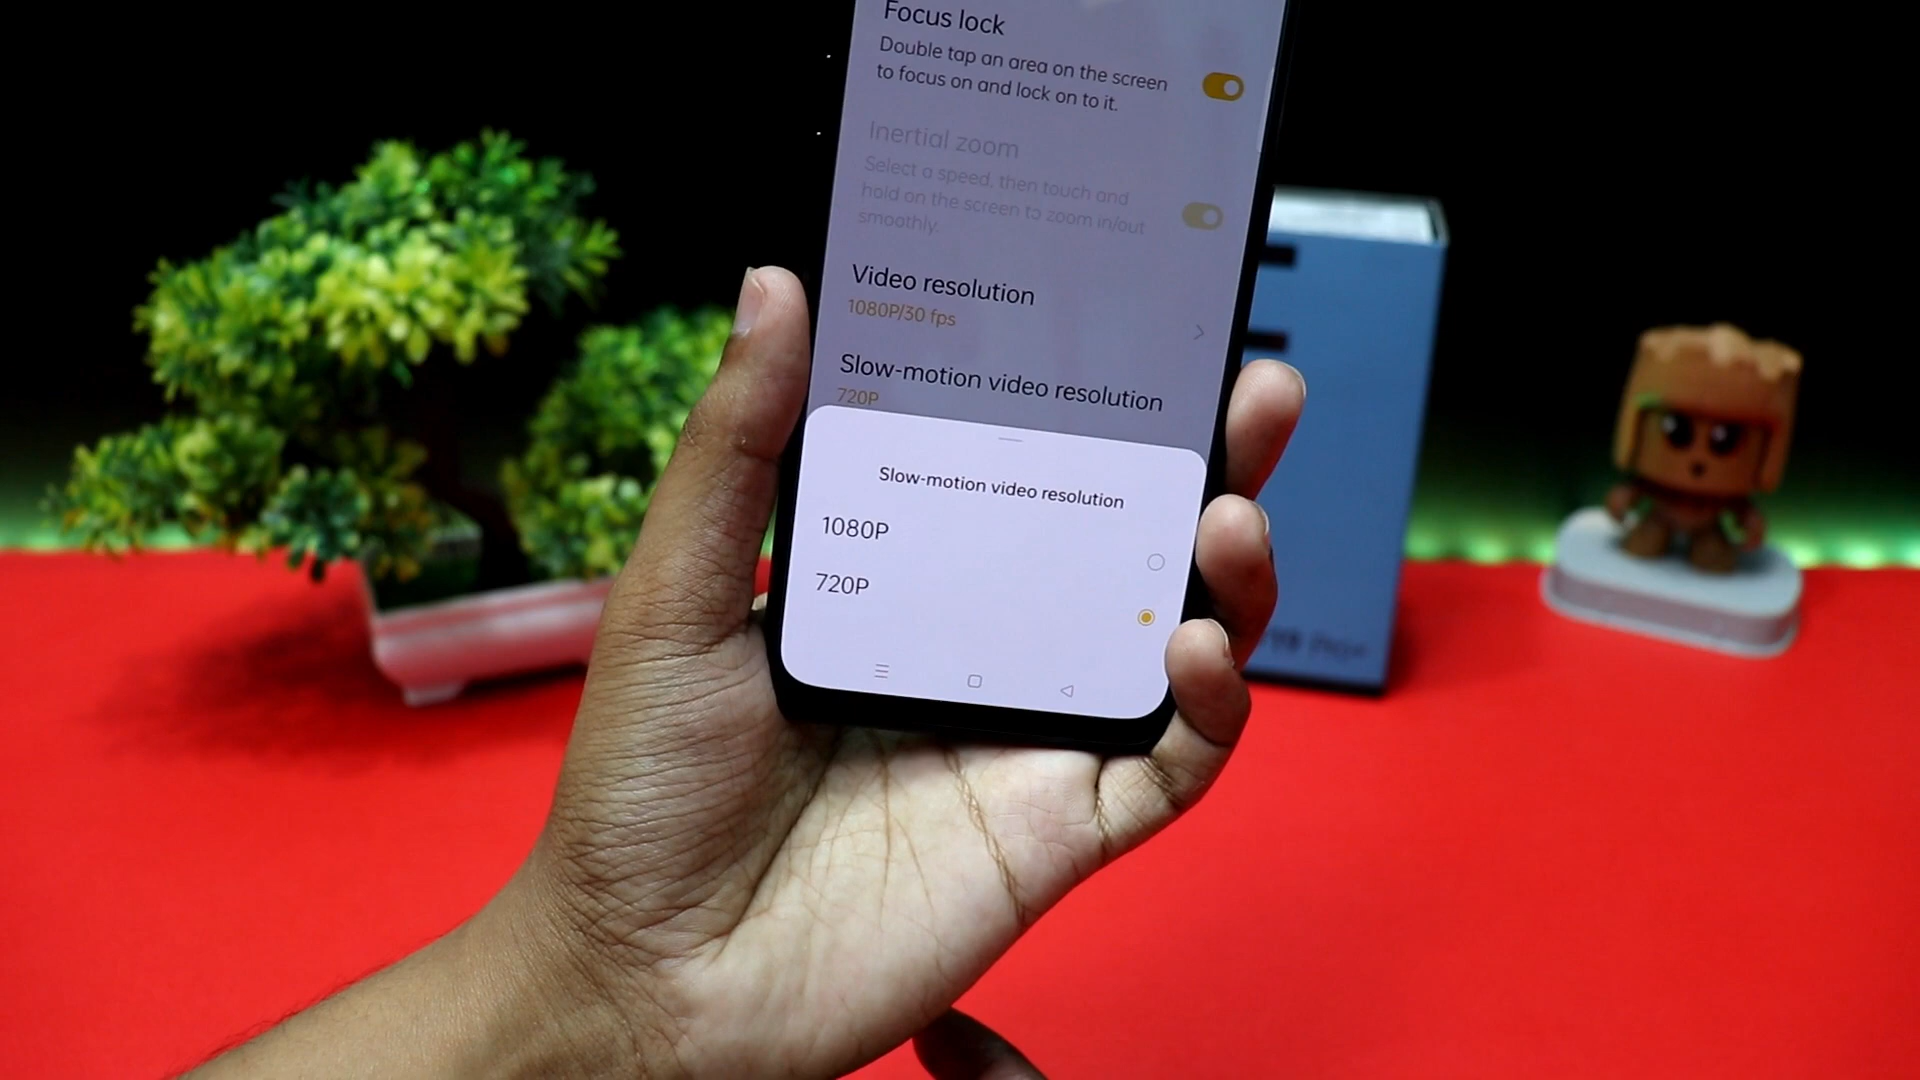 Focus lock
Double tap an area on the screen
to focus on and lock on to it.
Inertial zoom
Select a speed, then touch and
hold on the screen to zoom in/out
smoothly.
Video resolution
1080P/30 fps
Slow-motion video resolution
720P
Slow-motion video resolution
1080P
720P